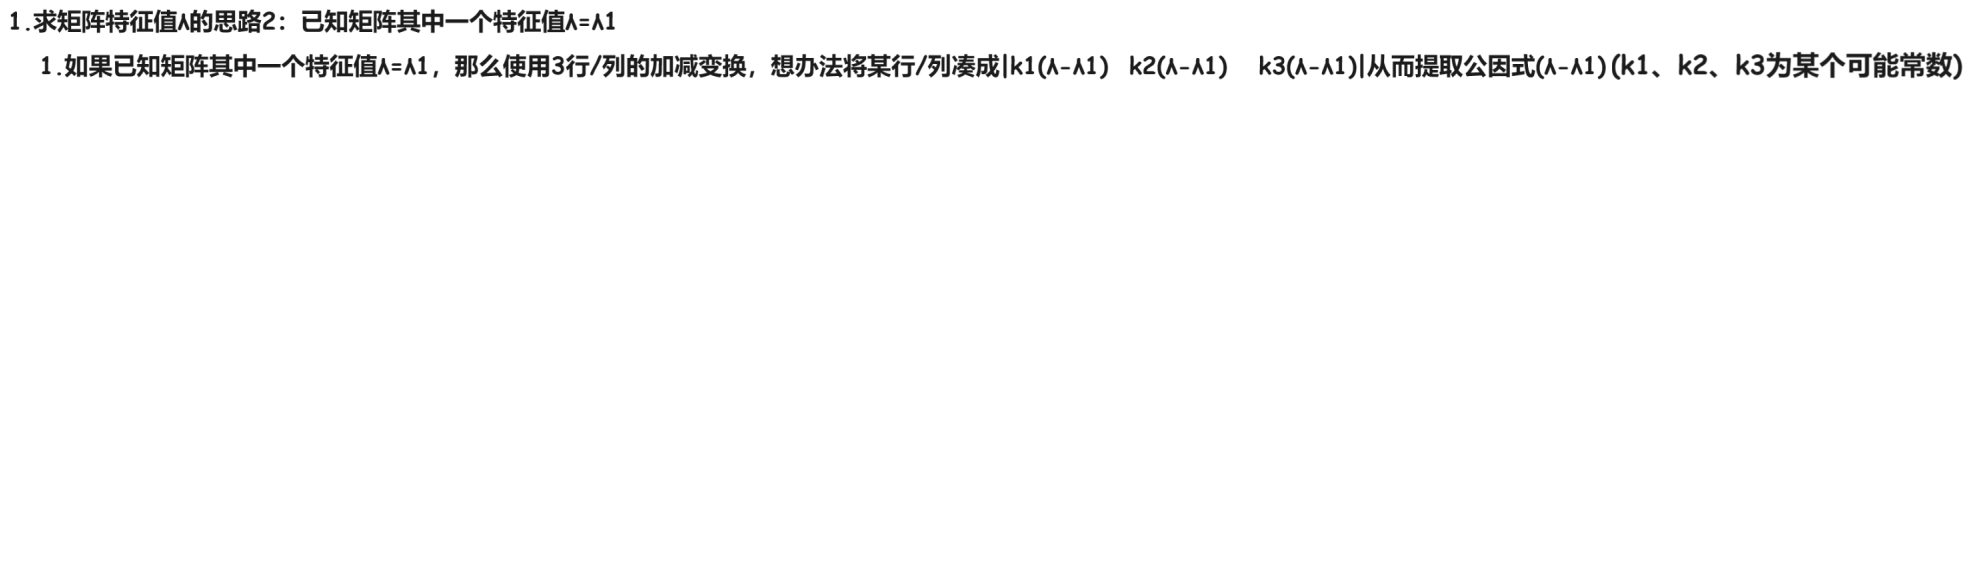 1.求矩阵特征值λ的思路2：已知矩阵其中一个特征值λ=λ1
1.如果已知矩阵其中一个特征值λ=λ1，那么使用3行/列的加减变换，想办法将某行/列凑成|k1(λ-λ1) k2(λ-λ1) k3(λ-λ1)|从而提取公因式(λ-λ1)(k1、k2、k3为某个可能常数)